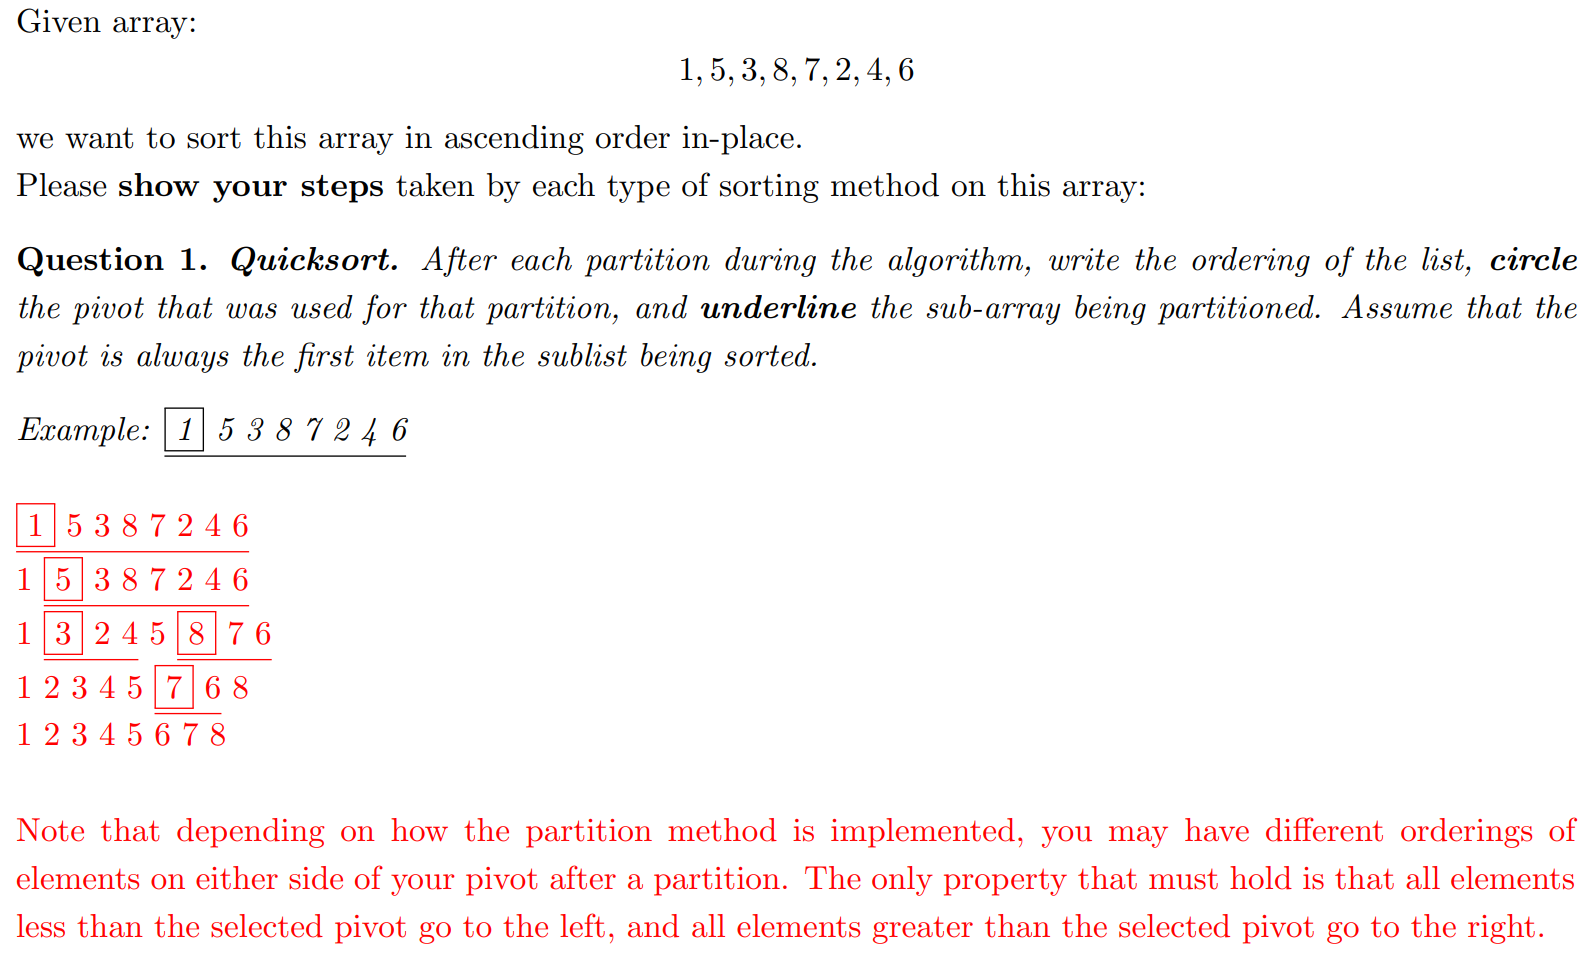 Given array:
1, 5, 3, 8, 7, 2, 4, 6
we want to sort this array in ascending order in-place.
Please show your steps taken by each type of sorting method on this array:
Question 1. Quicksort. After each partition during the algorithm, write the ordering of the list, circle
the pivot that was used for that partition, and underline the sub-array being partitioned. Assume that the
pivot is always the first item in the sublist being sorted.
Example: 1 5 3 8 7 2 4 6
1 5 3 8 7 2 4 6
1 5 3 8 7 2 4 6
1 3 2 4 5 8 7 6
1 2 3 4 5 7 6 8
1 2 3 4 5 6 7 8
Note that depending on how the partition method is implemented, you may have different orderings of
elements on either side of your pivot after a partition. The only property that must hold is that all elements
less than the selected pivot go to the left, and all elements greater than the selected pivot go to the right.